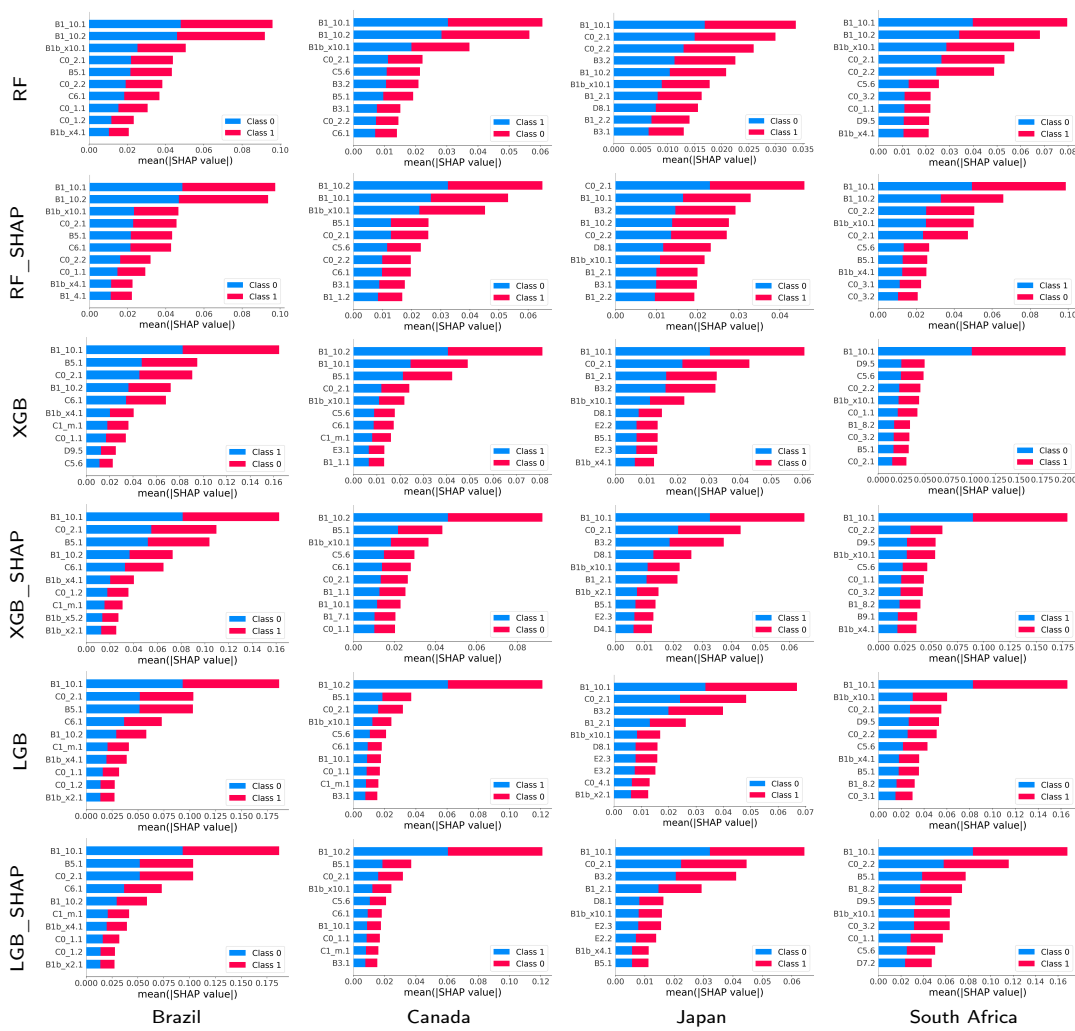 RF
B1_10.1
B1_10.2
B1b_x10.1
C0_2.1
B5.1
C0_2.2
C6.1
C0_1.1
C0_1.2
B1b_x4.1
Class 0
Class 1
0.00 0.02 0.04 0.06 0.08 0.10
mean(|SHAP value|)
B1_10.1
B1_10.2
B1b_x10.1
C0_2.1
C5.6
B3.2
B5.1
B3.1
C0_2.2
C6.1
Class 1
Class 0
0.00 0.01 0.02 0.03 0.04 0.05 0.06
mean(|SHAP value|)
B1_10.1
C0_2.1
C0_2.2
B3.2
B1_10.2
B1b_x10.1
B1_2.1
D8.1
B1_2.2
B3.1
Class 0
Class 1
0.000 0.005 0.010 0.015 0.020 0.025 0.030 0.035
mean(|SHAP value|)
B1_10.1
B1_10.2
B1b_x10.1
C0_2.1
C0_2.2
C5.6
C0_3.2
C0_1.1
D9.5
B1b_x4.1
Class 0
Class 1
0.00 0.01 0.02 0.03 0.04 0.05 0.06 0.07 0.08
mean(|SHAP value|)
RF_SHAP
B1_10.1
B1_10.2
B1b_x10.1
C0_2.1
B5.1
C6.1
C0_2.2
C0_1.1
B1b_x4.1
B1_4.1
Class 0
Class 1
0.00 0.02 0.04 0.06 0.08 0.10
mean(|SHAP value|)
B1_10.2
B1_10.1
B1b_x10.1
B5.1
C0_2.1
C5.6
C0_2.2
C6.1
B3.1
B1_1.2
Class 0
Class 1
0.00 0.01 0.02 0.03 0.04 0.05 0.06
mean(|SHAP value|)
C0_2.1
B1_10.1
B3.2
B1_10.2
C0_2.2
D8.1
B1b_x10.1
B1_2.1
B3.1
B1_2.2
Class 0
Class 1
0.00 0.01 0.02 0.03 0.04
mean(|SHAP value|)
B1_10.1
B1_10.2
C0_2.2
B1b_x10.1
C0_2.1
C5.6
B5.1
B1b_x4.1
C0_3.1
C0_3.2
Class 1
Class 0
0.00 0.02 0.04 0.06 0.08 0.10
mean(|SHAP value|)
XGB
B1_10.1
B5.1
C0_2.1
B1_10.2
C6.1
B1b_x4.1
C1_m.1
C0_1.1
D9.5
C5.6
Class 1
Class 0
0.00 0.02 0.04 0.06 0.08 0.10 0.12 0.14 0.16
mean(|SHAP value|)
B1_10.2
B1_10.1
B5.1
C0_2.1
B1b_x10.1
C5.6
C6.1
C1_m.1
E3.1
B1_1.1
Class 1
Class 0
0.00 0.01 0.02 0.03 0.04 0.05 0.06 0.07 0.08
mean(|SHAP value|)
B1_10.1
C0_2.1
B1_2.1
B3.2
B1b_x10.1
D8.1
E2.2
B5.1
E2.3
B1b_x4.1
Class 0
Class 1
0.00 0.01 0.02 0.03 0.04 0.05 0.06
mean(|SHAP value|)
B1_10.1
D9.5
C5.6
C0_2.2
B1b_x10.1
C0_1.1
B1_8.2
C0_3.2
B5.1
C0_2.1
Class 1
Class 0
0.000 0.025 0.050 0.075 0.100 0.125 0.150 0.175 0.200
mean(|SHAP value|)
XGB_SHAP
B1_10.1
C0_2.1
B5.1
B1_10.2
C6.1
B1b_x4.1
C0_1.2
C1_m.1
B1b_x5.2
B1b_x2.1
Class 0
Class 1
0.00 0.02 0.04 0.06 0.08 0.10 0.12 0.14 0.16
mean(|SHAP value|)
B1_10.2
B5.1
B1b_x10.1
C5.6
C6.1
C0_2.1
B1_1.1
B1_10.1
B1_7.1
C0_1.1
Class 1
Class 0
0.00 0.02 0.04 0.06 0.08
mean(|SHAP value|)
B1_10.1
C0_2.1
B3.2
D8.1
B1b_x10.1
B1_2.1
B1b_x2.1
B5.1
E2.3
D4.1
Class 0
Class 1
0.00 0.01 0.02 0.03 0.04 0.05 0.06
mean(|SHAP value|)
B1_10.1
C0_2.2
D9.5
B1b_x10.1
C5.6
C0_1.1
C0_3.2
B1_8.2
B9.1
B1b_x4.1
Class 1
Class 0
0.000 0.025 0.050 0.075 0.100 0.125 0.150 0.175
mean(|SHAP value|)
LGB
B1_10.1
C0_2.1
B5.1
C6.1
B1_10.2
C1_m.1
B1b_x4.1
C0_1.1
C0_1.2
B1b_x2.1
Class 0
Class 1
0.000 0.025 0.050 0.075 0.100 0.125 0.150 0.175
mean(|SHAP value|)
B1_10.2
B5.1
C0_2.1
B1b_x10.1
C5.6
C6.1
B1_10.1
C0_1.1
C1_m.1
B3.1
Class 1
Class 0
0.00 0.02 0.04 0.06 0.08 0.10 0.12
mean(|SHAP value|)
B1_10.1
C0_2.1
B3.2
B1_2.1
B1b_x10.1
D8.1
E2.3
E3.2
C0_4.1
B1b_x2.1
Class 0
Class 1
0.00 0.01 0.02 0.03 0.04 0.05 0.06 0.07
mean(|SHAP value|)
B1_10.1
B1b_x10.1
C0_2.1
D9.5
C0_2.2
C5.6
B1b_x4.1
B5.1
B1_8.2
C0_3.1
Class 0
Class 1
0.00 0.02 0.04 0.06 0.08 0.10 0.12 0.14 0.16
mean(|SHAP value|)
LGB_SHAP
B1_10.1
B5.1
C0_2.1
C6.1
B1_10.2
C1_m.1
B1b_x4.1
C0_1.1
C0_1.2
B1b_x2.1
Class 0
Class 1
0.000 0.025 0.050 0.075 0.100 0.125 0.150 0.175
mean(|SHAP value|)
B1_10.2
B5.1
C0_2.1
B1b_x10.1
C5.6
C6.1
B1_10.1
C0_1.1
C1_m.1
B3.1
Class 1
Class 0
0.00 0.02 0.04 0.06 0.08 0.10 0.12
mean(|SHAP value|)
B1_10.1
C0_2.1
B3.2
B1_2.1
D8.1
B1b_x10.1
E2.3
E2.2
B1b_x4.1
B5.1
Class 0
Class 1
0.00 0.01 0.02 0.03 0.04 0.05 0.06
mean(|SHAP value|)
B1_10.1
C0_2.2
B5.1
B1_8.2
D9.5
B1b_x10.1
C0_3.2
C0_1.1
C5.6
D7.2
Class 0
Class 1
0.00 0.02 0.04 0.06 0.08 0.10 0.12 0.14 0.16
mean(|SHAP value|)
Brazil
Canada
Japan
South Africa